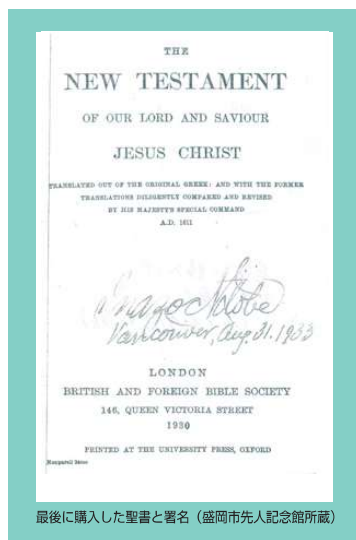 THE
NEW TESTAMENT
OF OUR LORD AND SAVIOUR
JESUS CHRIST
TRANSLATED OUT OF THE ORIGINAL GREEK: AND WITH THE FORMER
TRANSLATIONS DILIGENTLY COMPARED AND REVISED
BY HIS MAJESTY'S SPECIAL COMMAND
A.D. 1611
Inazo Nitobe
Vancouver, Aug. 31. 1933
LONDON
BRITISH AND FOREIGN BIBLE SOCIETY
146, QUEEN VICTORIA STREET
1930
PRINTED AT THE UNIVERSITY PRESS, OXFORD
Nonpareil
最後に購入した聖書と署名（盛岡市先人記念館所蔵）